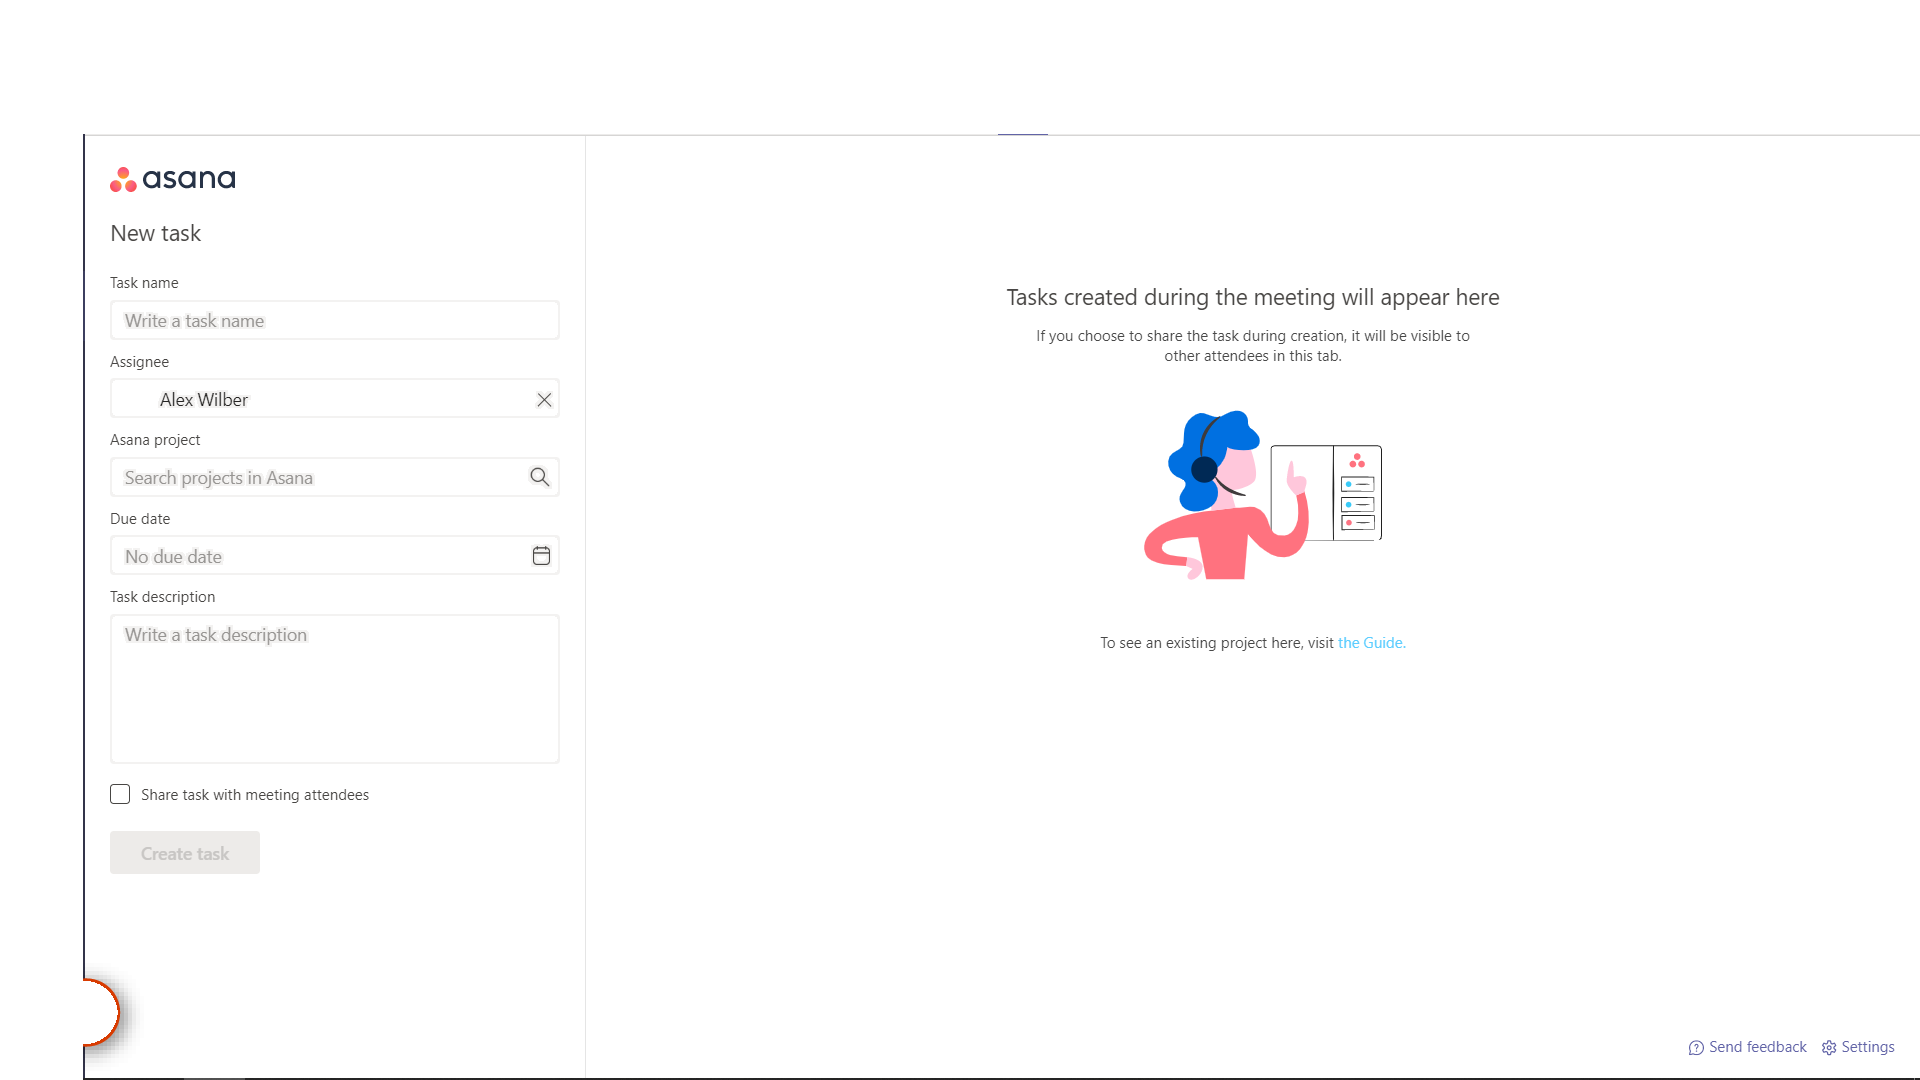 asana
New task
Task name
Write a task name
Assignee
Alex Wilber
Asana project
Search projects in Asana
Due date
No due date
Task description
Write a task description
Share task with meeting attendees
Create task
Tasks created during the meeting will appear here
If you choose to share the task during creation, it will be visible to
other attendees in this tab.
To see an existing project here, visit the Guide.
Send feedback
Settings